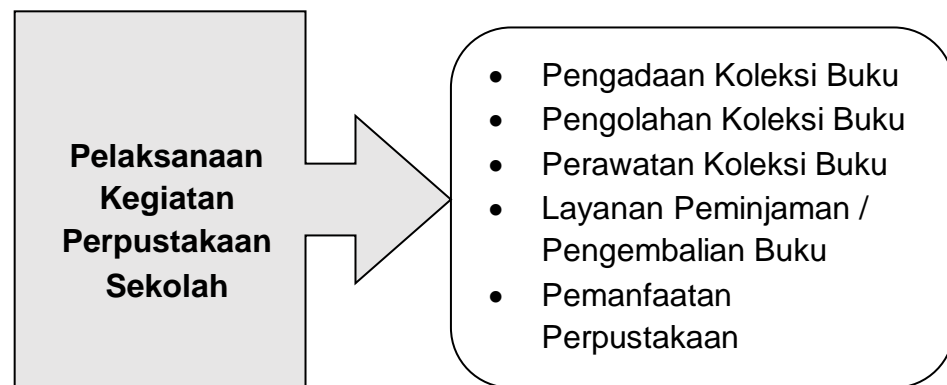 Pelaksanaan
Kegiatan
Perpustakaan
Sekolah
• Pengadaan Koleksi Buku
• Pengolahan Koleksi Buku
• Perawatan Koleksi Buku
• Layanan Peminjaman /
Pengembalian Buku
• Pemanfaatan
Perpustakaan